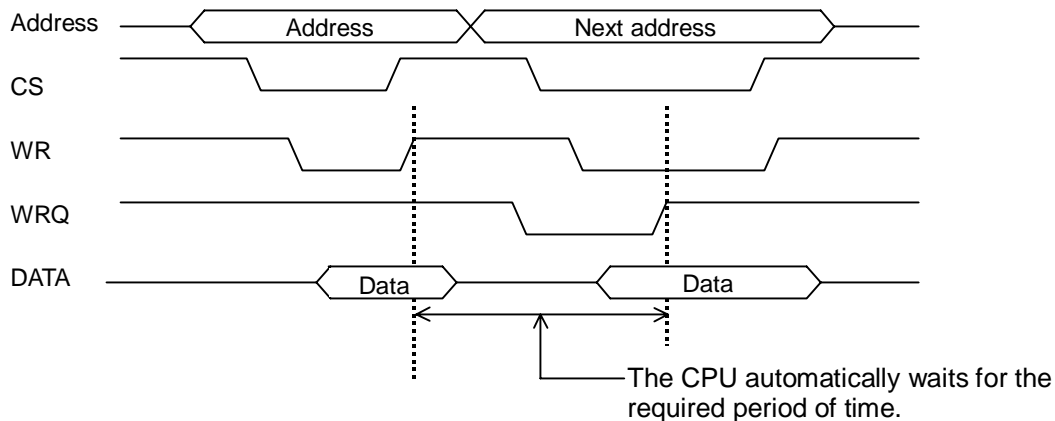 Address
Address
Next address
CS
WR
WRQ
DATA
Data
Data
The CPU automatically waits for the
required period of time.